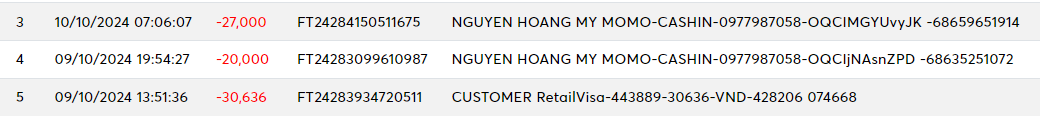 3 10/10/2024 07:06:07 -27,000 FT24284150511675 NGUYEN HOANG MY MOMO-CASHIN-0977987058-OQCIMGYUvyJK -68659651914
4 09/10/2024 19:54:27 -20,000 FT24283099610987 NGUYEN HOANG MY MOMO-CASHIN-0977987058-OQCIjNAsnZPD -68635251072
5 09/10/2024 13:51:36 -30,636 FT24283934720511 CUSTOMER RetailVisa-443889-30636-VND-428206 074668